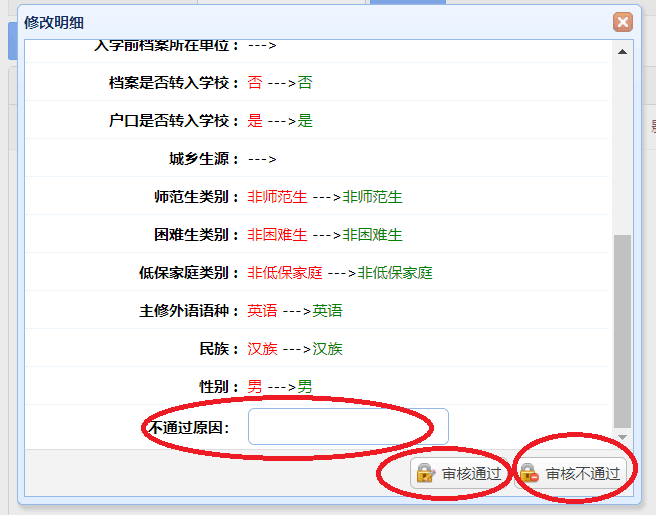 修改明细
入学前档案所在单位： --->
档案是否转入学校： 否 --->否
户口是否转入学校： 是 --->是
城乡生源： --->
师范生类别： 非师范生 --->非师范生
困难生类别： 非困难生 --->非困难生
低保家庭类别： 非低保家庭 --->非低保家庭
主修外语语种： 英语 --->英语
民族： 汉族 --->汉族
性别： 男 --->男
不通过原因：
审核通过 审核不通过